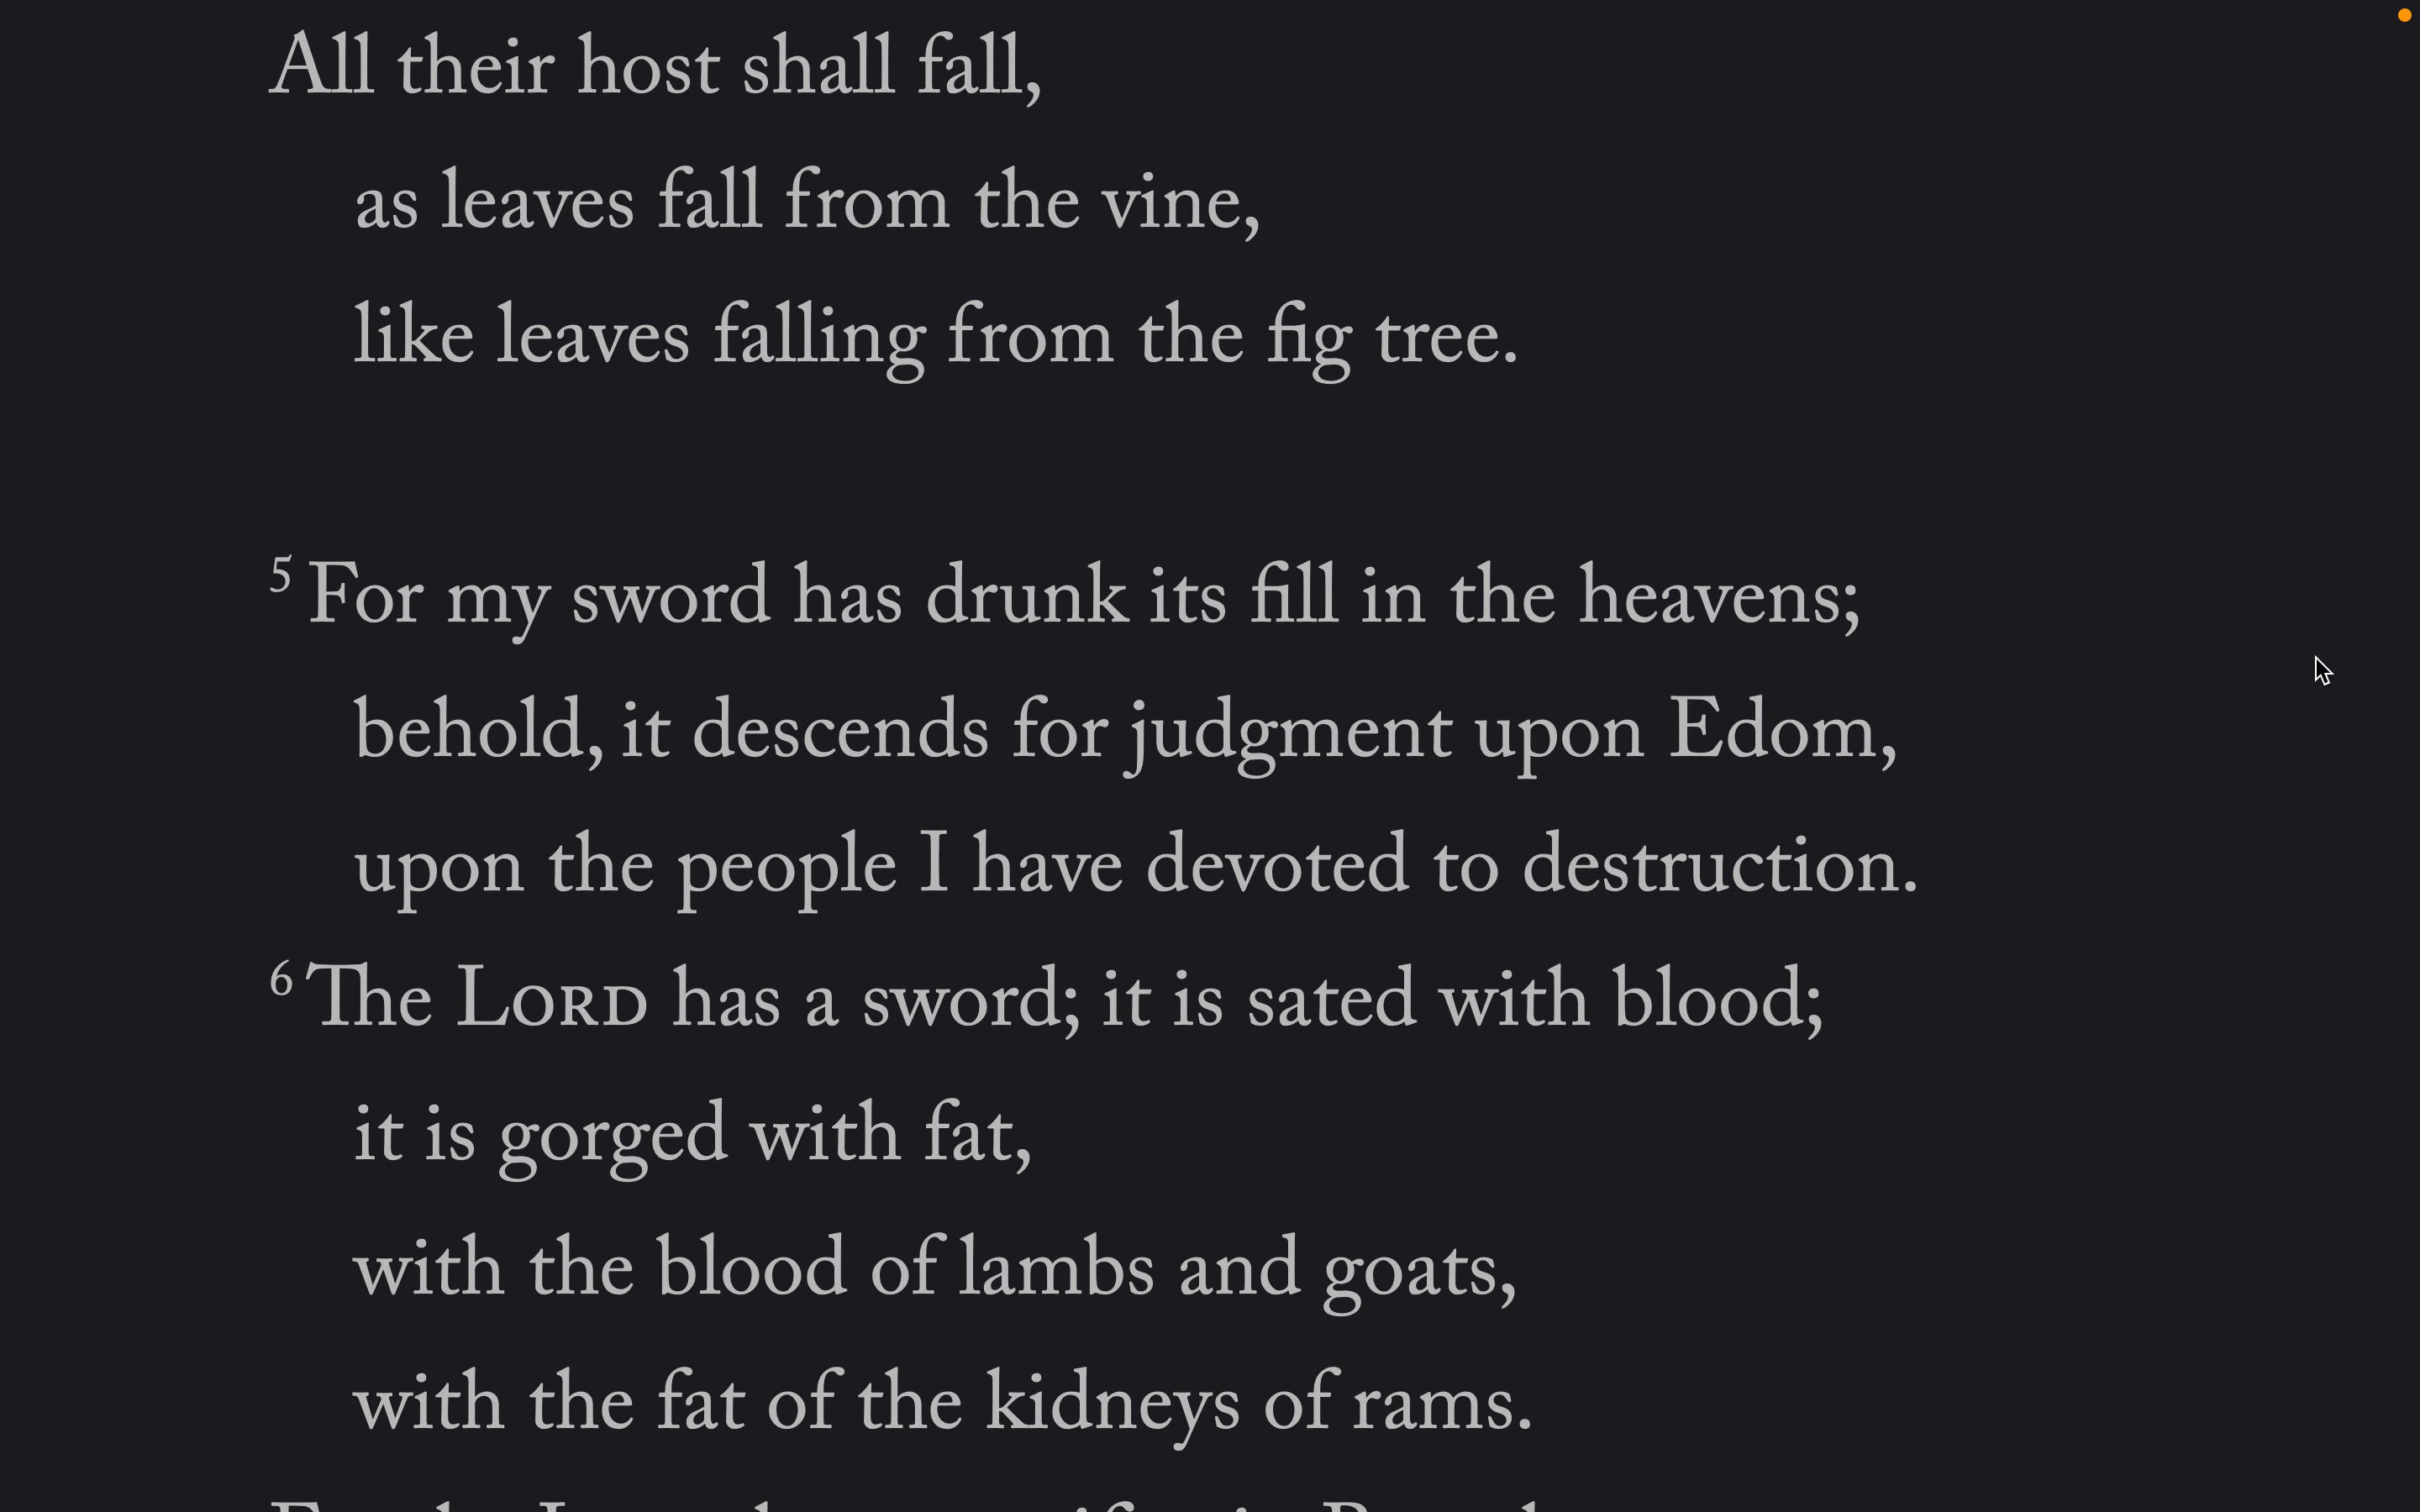 All their host shall fall,
as leaves fall from the vine,
like leaves falling from the fig tree.
5 For my sword has drunk its fill in the heavens;
behold, it descends for judgment upon Edom,
upon the people I have devoted to destruction.
6 The LORD has a sword; it is sated with blood;
it is gorged with fat,
with the blood of lambs and goats,
with the fat of the kidneys of rams.